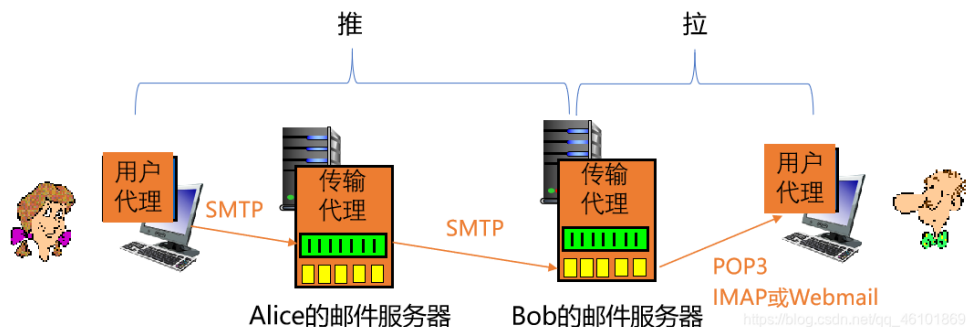 推
拉
用户
代理
传输
代理
传输
代理
用户
代理
SMTP
SMTP
POP3
IMAP或Webmail
Alice的邮件服务器
Bob的邮件服务器
https://blog.csdn.net/qq_46101869